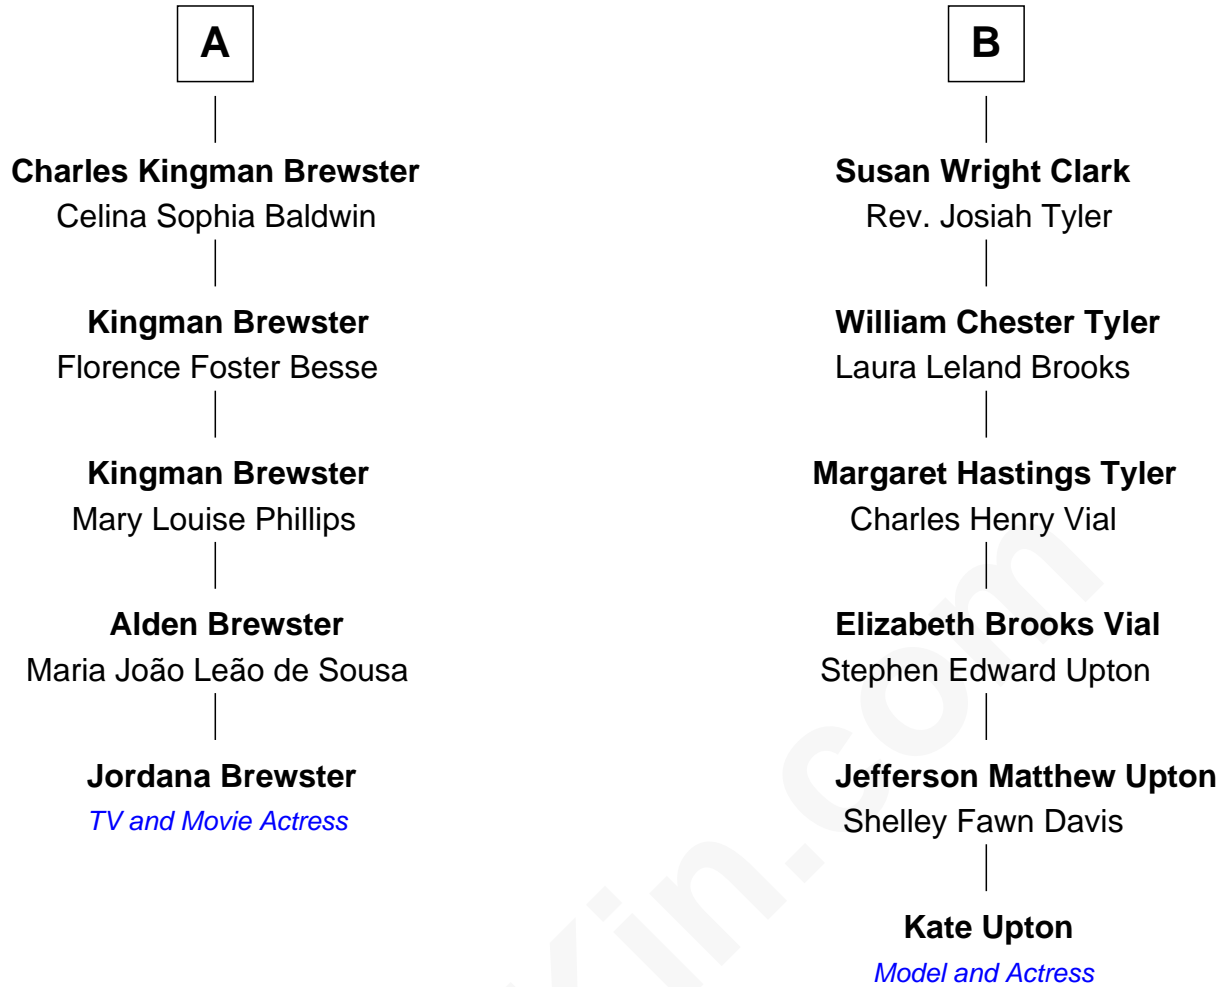 A
Charles Kingman Brewster
Celina Sophia Baldwin
Kingman Brewster
Florence Foster Besse
Kingman Brewster
Mary Louise Phillips
Alden Brewster
Maria João Leão de Sousa
Jordana Brewster
TV and Movie Actress
B
Susan Wright Clark
Rev. Josiah Tyler
William Chester Tyler
Laura Leland Brooks
Margaret Hastings Tyler
Charles Henry Vial
Elizabeth Brooks Vial
Stephen Edward Upton
Jefferson Matthew Upton
Shelley Fawn Davis
Kate Upton
Model and Actress
Kin.com